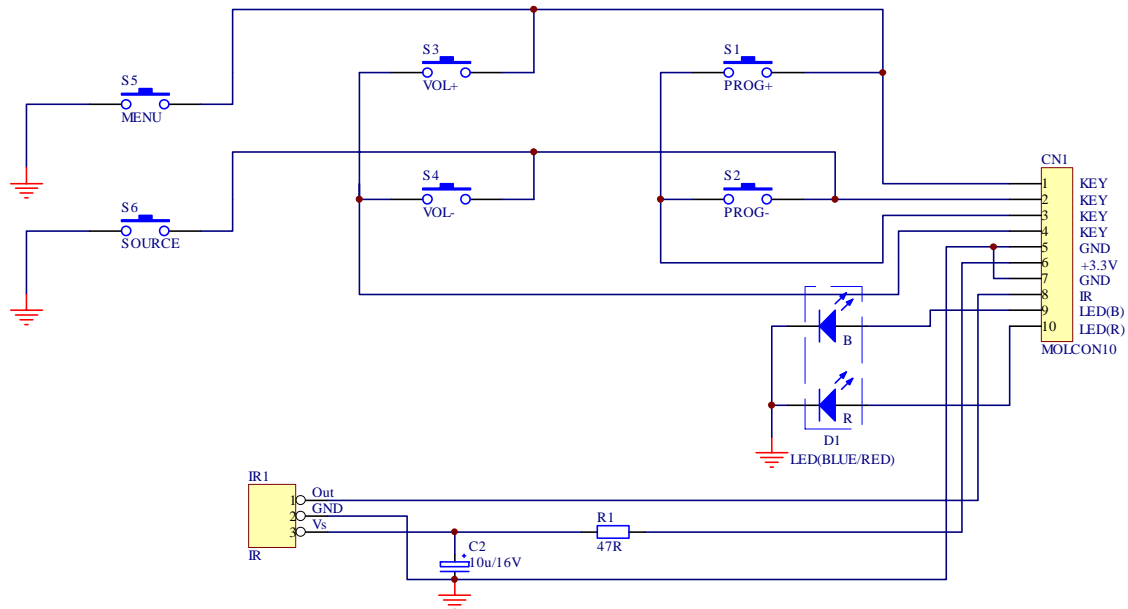 S5
MENU
S3
VOL+
S1
PROG+
S6
SOURCE
S4
VOL-
S2
PROG-
CN1
1 KEY
2 KEY
3 KEY
4 KEY
5 GND
6 +3.3V
7 GND
8 IR
9 LED(B)
10 LED(R)
MOLCON10
B
R
D1
LED(BLUE/RED)
IR1
1 Out
2 GND
3 Vs
IR
R1
47R
C2
10u/16V